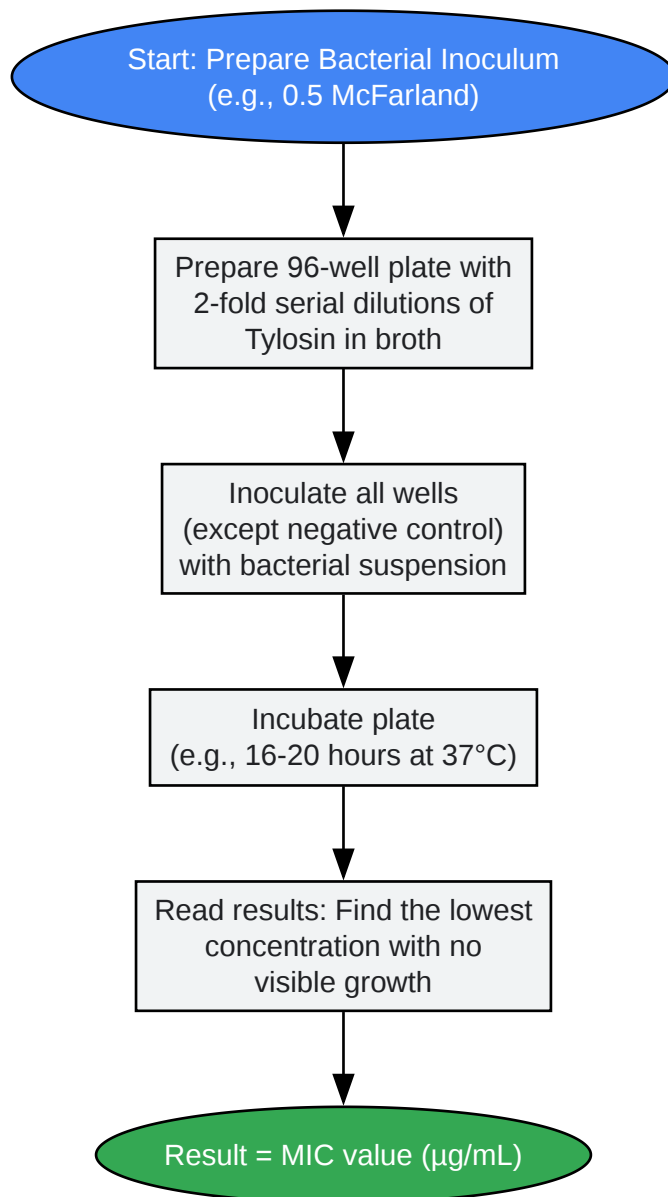 Start: Prepare Bacterial Inoculum
(e.g., 0.5 McFarland)
Prepare 96-well plate with
2-fold serial dilutions of
Tylosin in broth
Inoculate all wells
(except negative control)
with bacterial suspension
Incubate plate
(e.g., 16-20 hours at 37°C)
Read results: Find the lowest
concentration with no
visible growth
Result = MIC value (µg/mL)